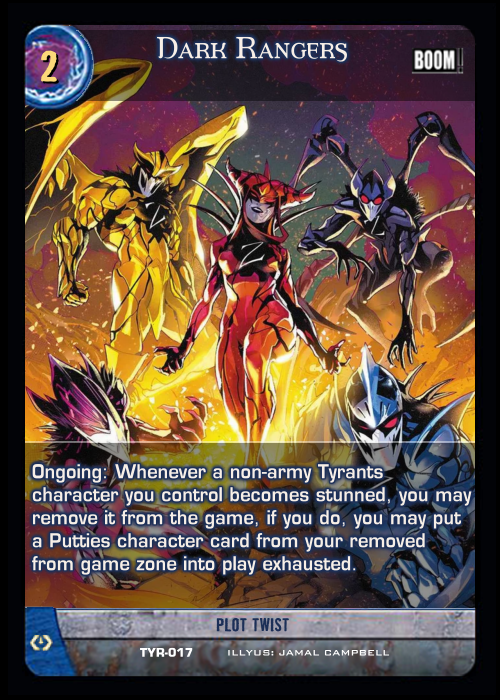 2
Dark Rangers
BOOM!
Ongoing: Whenever a non-army Tyrants
character you control becomes stunned, you may
remove it from the game, if you do, you may put
a Putties character card from your removed
from game zone into play exhausted.
PLOT TWIST
TYR-017 ILLYUS: JAMAL CAMPBELL